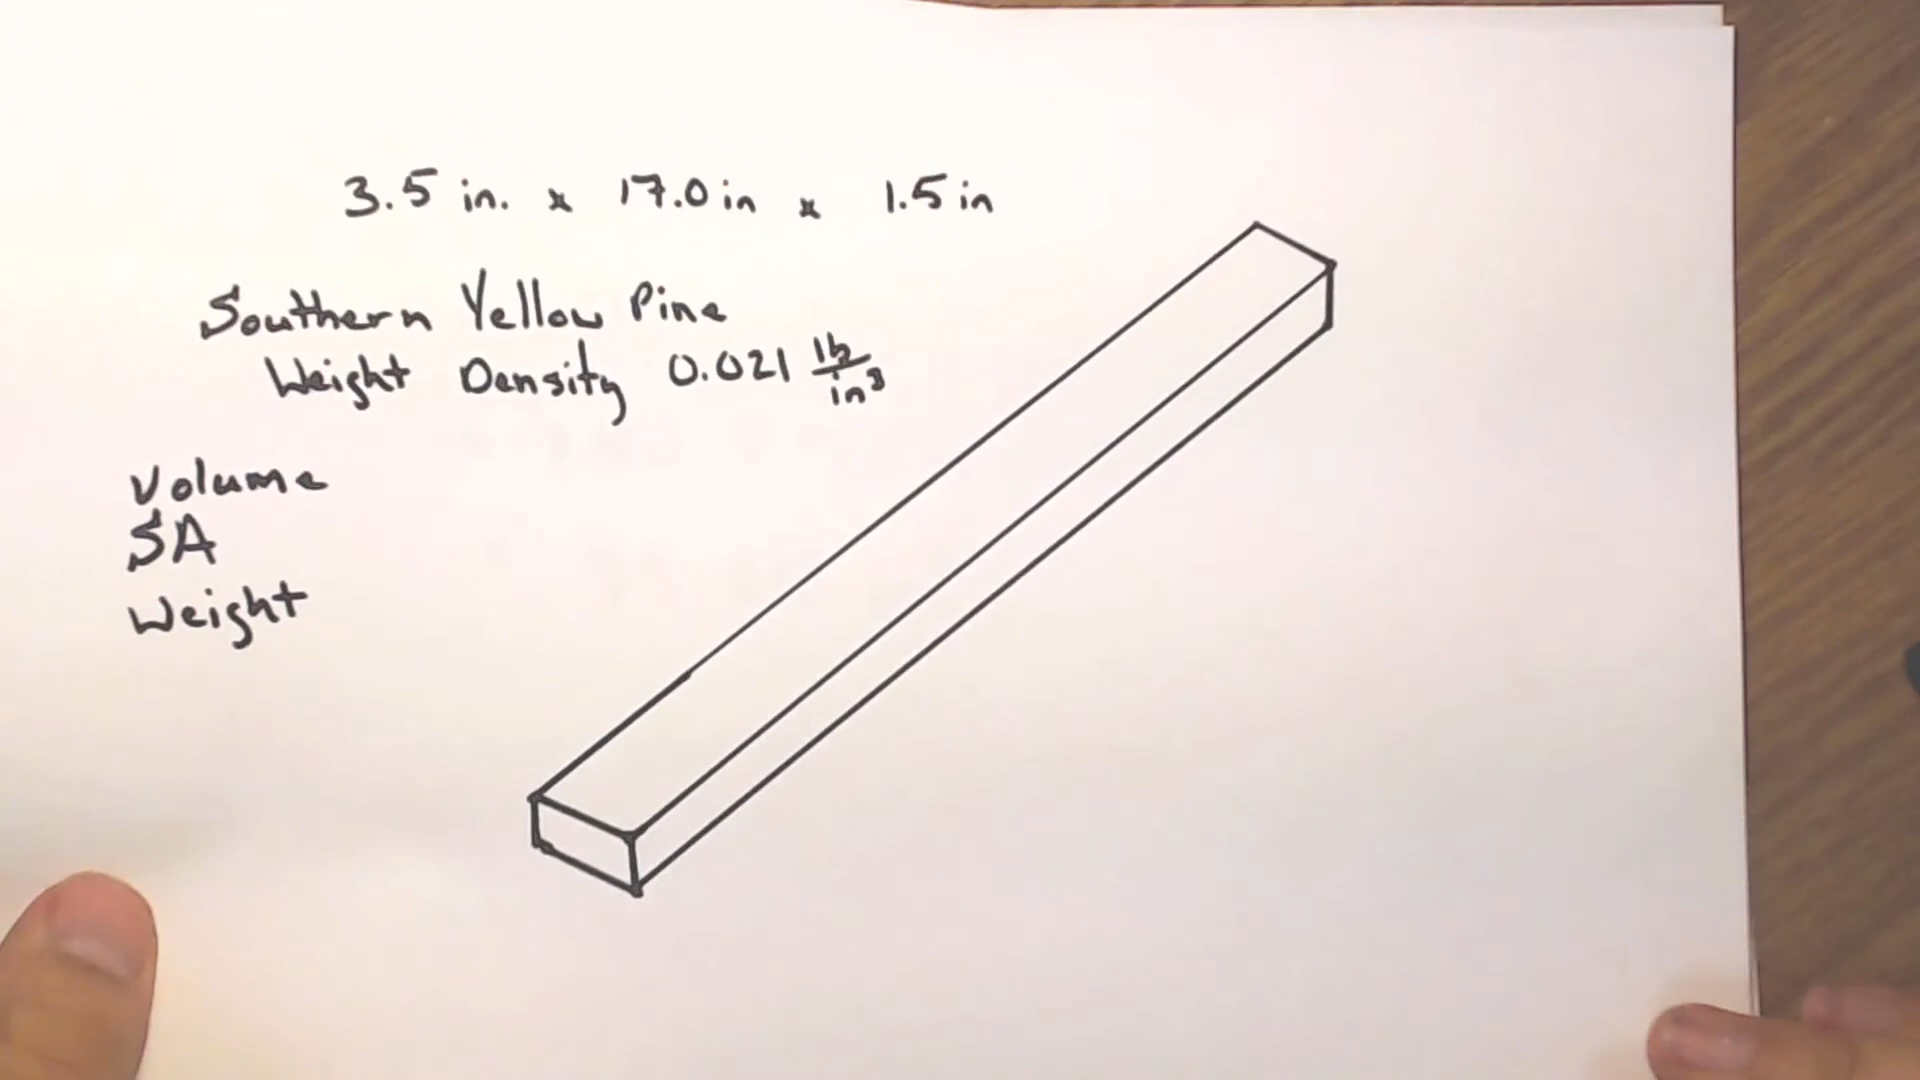 3.5 in. x 17.0 in x 1.5 in
Southern Yellow Pine
Weight Density 0.021 lb/in³
Volume
SA
Weight